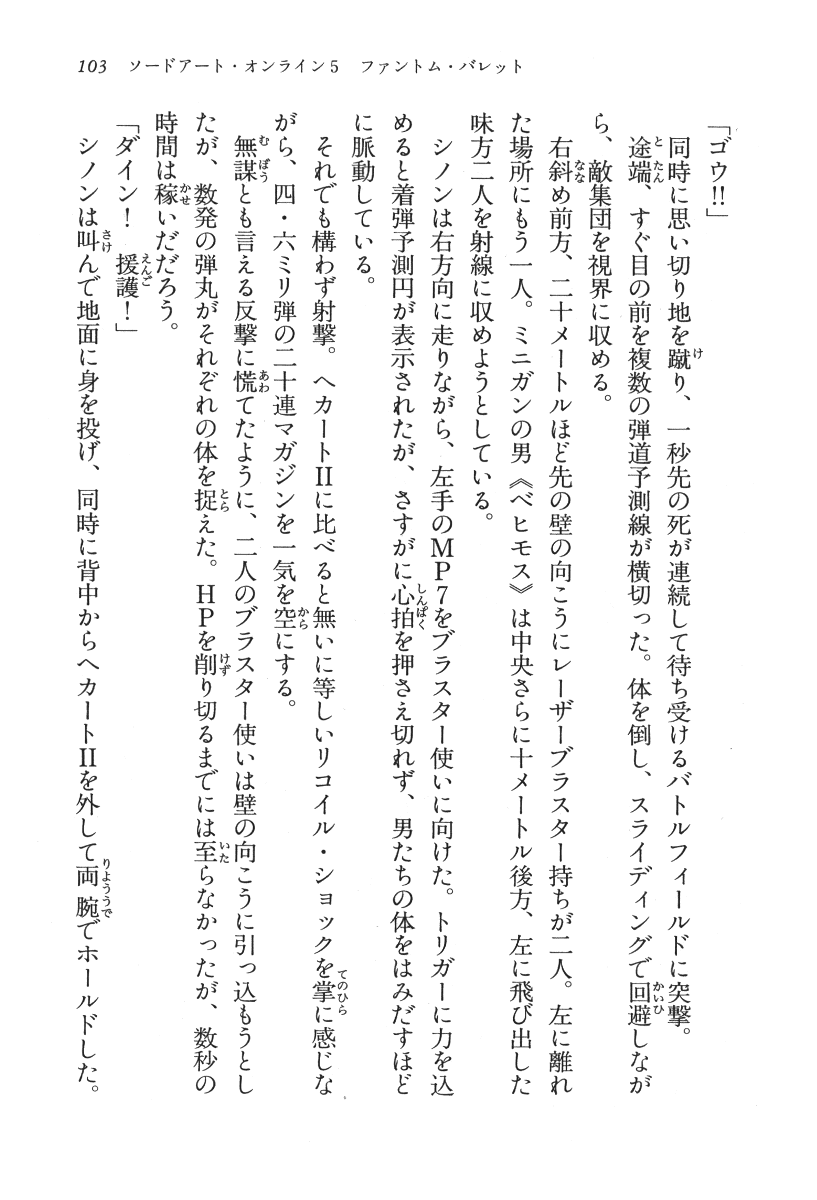 103 ソードアート・オンライン5 ファントム・バレット
「ゴウ!!」
　同時に思い切り地を蹴り、一秒先の死が連続して待ち受けるバトルフィールドに突撃。
　途端、すぐ目の前を複数の弾道予測線が横切った。体を倒し、スライディングで回避しなが
ら、敵集団を視界に収める。
　右斜め前方、二十メートルほど先の壁の向こうにレーザーブラスター持ちが二人。左に離れ
た場所にもう一人。ミニガンの男《ベヒモス》は中央さらに十メートル後方、左に飛び出した
味方二人を射線に収めようとしている。
　シノンは右方向に走りながら、左手のMP7をブラスター使いに向けた。トリガーに力を込
めると着弾予測円が表示されたが、さすがに心拍を押さえ切れず、男たちの体をはみだすほど
に脈動している。
　それでも構わず射撃。ヘカートIIに比べると無いに等しいリコイル・ショックを掌に感じな
がら、四・六ミリ弾の二十連マガジンを一気を空にする。
　無謀とも言える反撃に慌てたように、二人のブラスター使いは壁の向こうに引っ込もうとし
たが、数発の弾丸がそれぞれの体を捉えた。HPを削り切るまでには至らなかったが、数秒の
時間は稼いだだろう。
「ダイン！　援護！」
　シノンは叫んで地面に身を投げ、同時に背中からヘカートIIを外して両腕でホールドした。